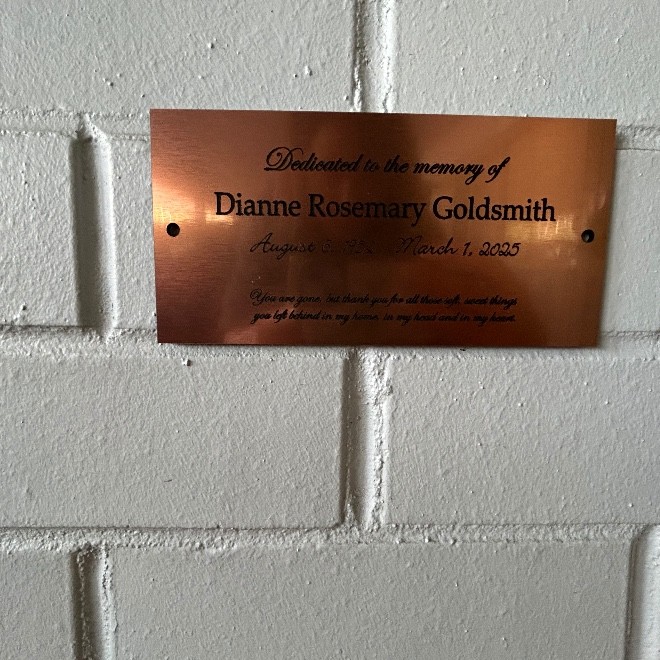 Dedicated to the memory of
Dianne Rosemary Goldsmith
August March 1, 2025
You are gone, but thank you for all those soft, sweet things
you left behind in my home, in my head and in my heart.